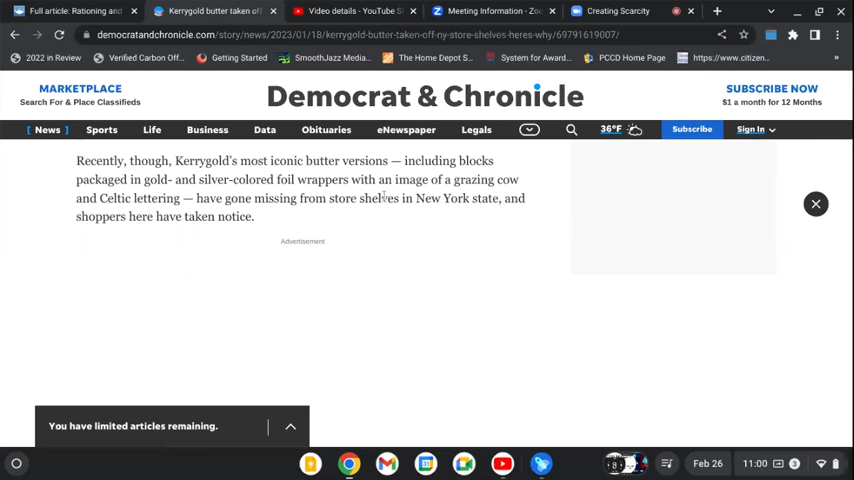 Full article: Rationing and
Kerrygold butter taken off
Video details - YouTube S
Meeting Information - Zoo
Creating Scarcity
democratandchronicle.com/story/news/2023/01/18/kerrygold-butter-taken-off-ny-store-shelves-heres-why/69791619007/
2022 in Review
Verified Carbon Off...
Getting Started
SmoothJazz Media...
The Home Depot S...
System for Award...
PCCD Home Page
https://www.citizen...
»
MARKETPLACE
Search For & Place Classifieds
Democrat & Chronicle
SUBSCRIBE NOW
$1 a month for 12 Months
[ News ]
Sports
Life
Business
Data
Obituaries
eNewspaper
Legals
36°F
Subscribe
Sign In
Recently, though, Kerrygold's most iconic butter versions — including blocks
packaged in gold- and silver-colored foil wrappers with an image of a grazing cow
and Celtic lettering — have gone missing from store shelves in New York state, and
shoppers here have taken notice.
Advertisement
You have limited articles remaining.
Feb 26
11:00
3